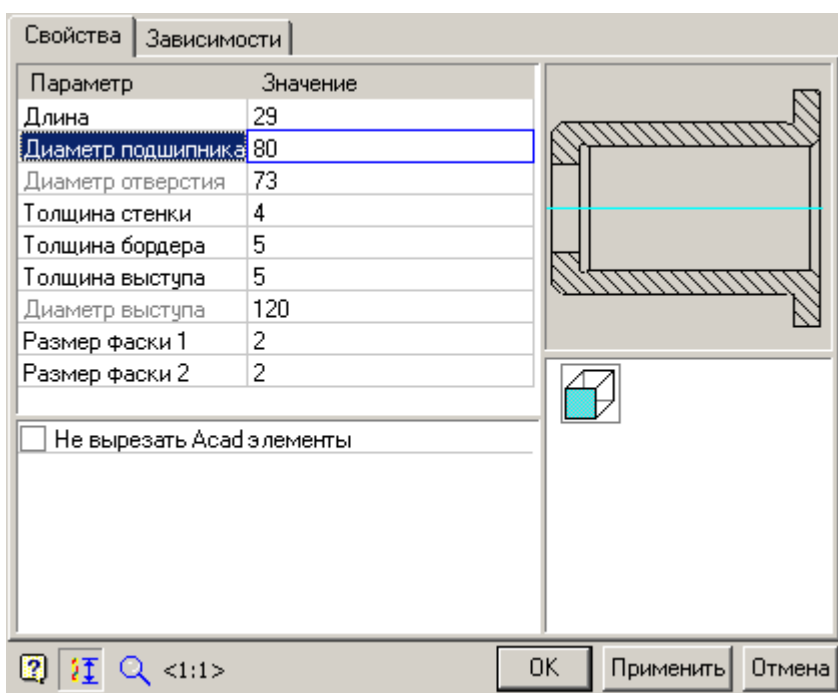 Свойства Зависимости
Параметр Значение
Длина 29
Диаметр подшипника 80
Диаметр отверстия 73
Толщина стенки 4
Толщина бордера 5
Толщина выступа 5
Диаметр выступа 120
Размер фаски 1 2
Размер фаски 2 2
Не вырезать Acad элементы
<1:1> OK Применить Отмена